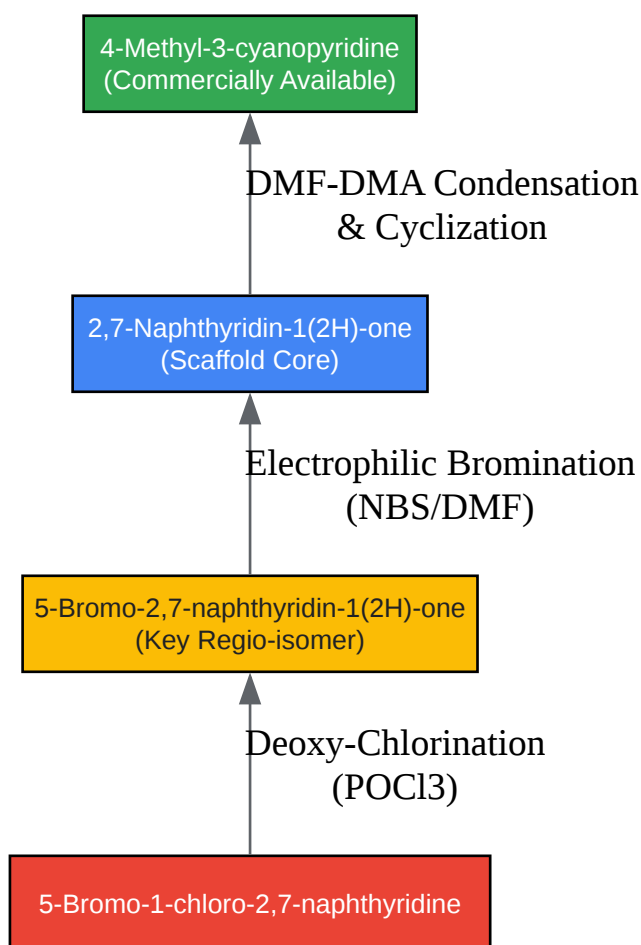 4-Methyl-3-cyanopyridine
(Commercially Available)
DMF-DMA Condensation
& Cyclization
2,7-Naphthyridin-1(2H)-one
(Scaffold Core)
Electrophilic Bromination
(NBS/DMF)
5-Bromo-2,7-naphthyridin-1(2H)-one
(Key Regio-isomer)
Deoxy-Chlorination
(POCl3)
5-Bromo-1-chloro-2,7-naphthyridine